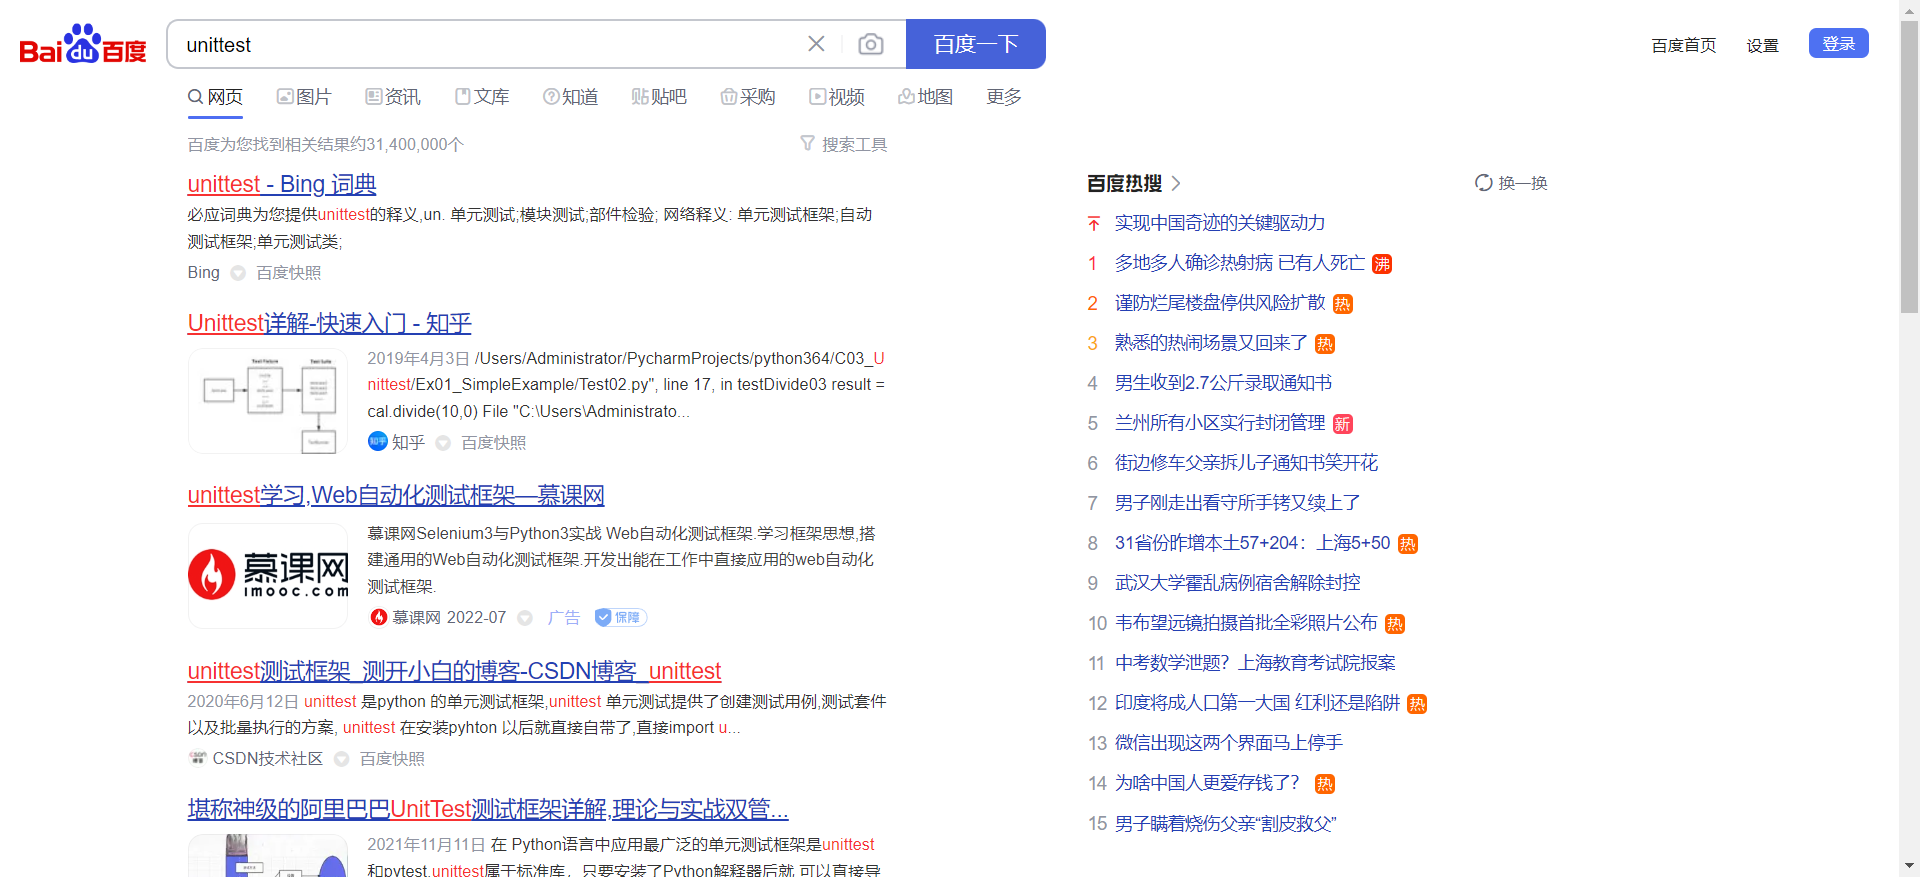 Bai du 百度
unittest
百度一下
百度首页 设置 登录
网页 图片 资讯 文库 知道 贴吧 采购 视频 地图 更多
百度为您找到相关结果约31,400,000个
搜索工具
unittest - Bing 词典
必应词典为您提供unittest的释义,un. 单元测试;模块测试;部件检验; 网络释义: 单元测试框架;自动
测试框架;单元测试类;
Bing 百度快照
Unittest详解-快速入门 - 知乎
Test Failure Test Suite
2019年4月3日 /Users/Administrator/PycharmProjects/python364/C03_U
nittest/Ex01_SimpleExample/Test02.py", line 17, in testDivide03 result =
cal.divide(10,0) File "C:\Users\Administrato...
知乎 知乎 百度快照
unittest学习,Web自动化测试框架—慕课网
慕课网
imooc.com
慕课网Selenium3与Python3实战 Web自动化测试框架.学习框架思想,搭
建通用的Web自动化测试框架.开发出能在工作中直接应用的web自动化
测试框架.
慕课网 2022-07 广告 保障
unittest测试框架_测开小白的博客-CSDN博客_unittest
2020年6月12日 unittest 是python 的单元测试框架,unittest 单元测试提供了创建测试用例,测试套件
以及批量执行的方案, unittest 在安装pyhton 以后就直接自带了,直接import u...
CSDN技术社区 百度快照
堪称神级的阿里巴巴UnitTest测试框架详解,理论与实战双管...
2021年11月11日 在 Python语言中应用最广泛的单元测试框架是unittest
和pytest,unittest属于标准库，只要安装了Python解释器后就 可以直接导
百度热搜 换一换
实现中国奇迹的关键驱动力
1 多地多人确诊热射病 已有人死亡 沸
2 谨防烂尾楼盘停供风险扩散 热
3 熟悉的热闹场景又回来了 热
4 男生收到2.7公斤录取通知书
5 兰州所有小区实行封闭管理 新
6 街边修车父亲拆儿子通知书笑开花
7 男子刚走出看守所手铐又续上了
8 31省份昨增本土57+204：上海5+50 热
9 武汉大学霍乱病例宿舍解除封控
10 韦布望远镜拍摄首批全彩照片公布 热
11 中考数学泄题？上海教育考试院报案
12 印度将成人口第一大国 红利还是陷阱 热
13 微信出现这两个界面马上停手
14 为啥中国人更爱存钱了？ 热
15 男子瞒着烧伤父亲“割皮救父”